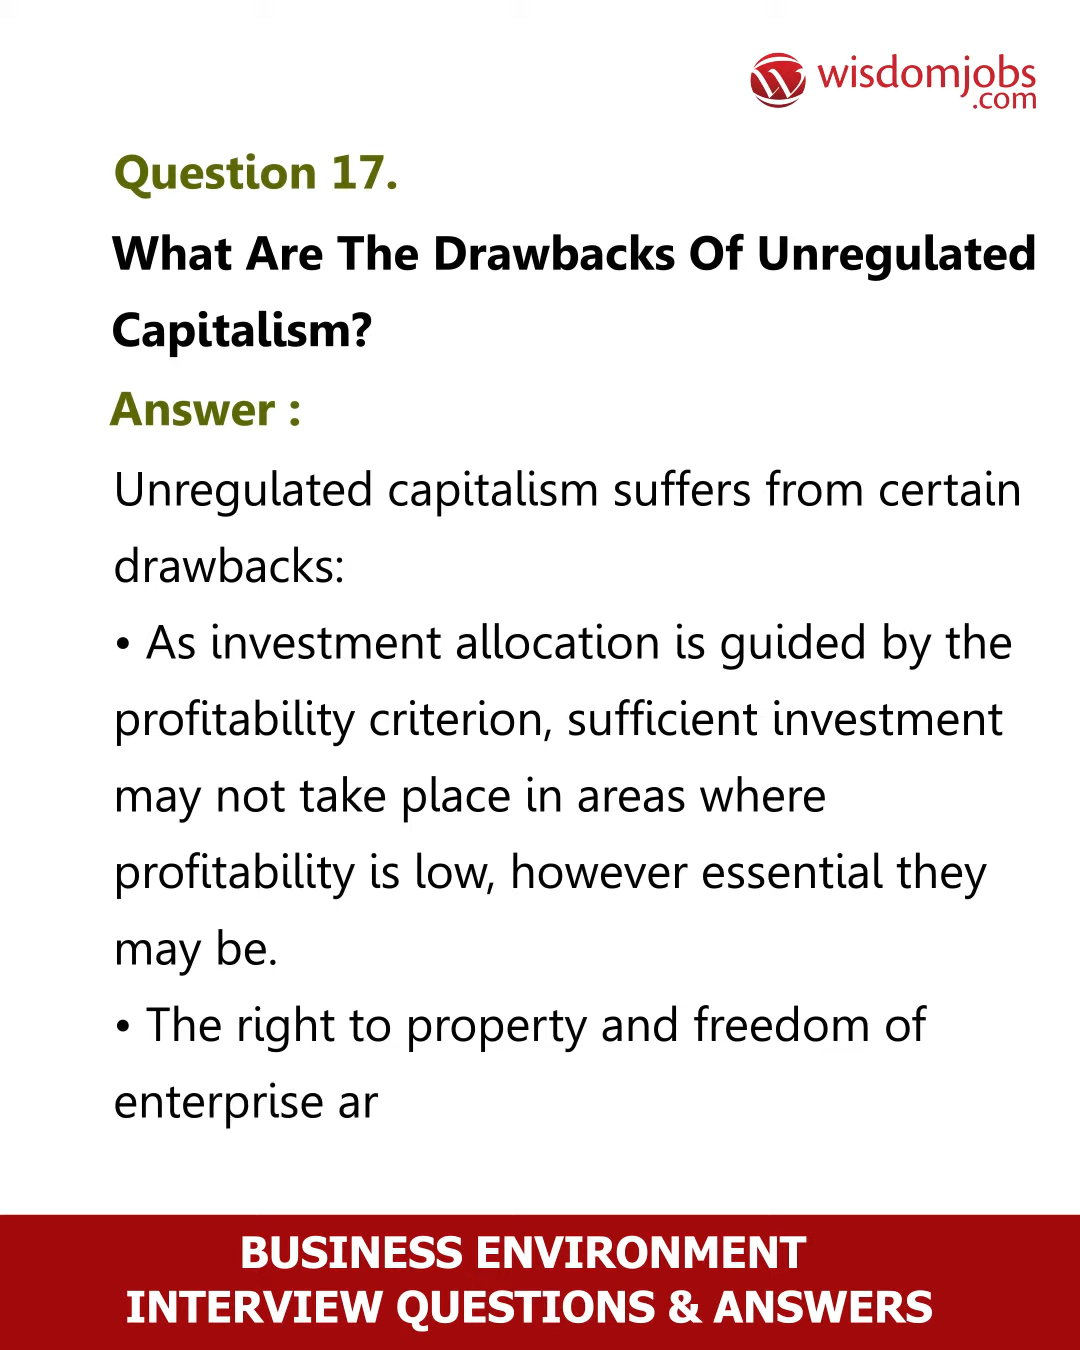 wisdomjobs
.com
Question 17.
What Are The Drawbacks Of Unregulated
Capitalism?
Answer :
Unregulated capitalism suffers from certain
drawbacks:
• As investment allocation is guided by the
profitability criterion, sufficient investment
may not take place in areas where
profitability is low, however essential they
may be.
• The right to property and freedom of
enterprise ar
BUSINESS ENVIRONMENT
INTERVIEW QUESTIONS & ANSWERS